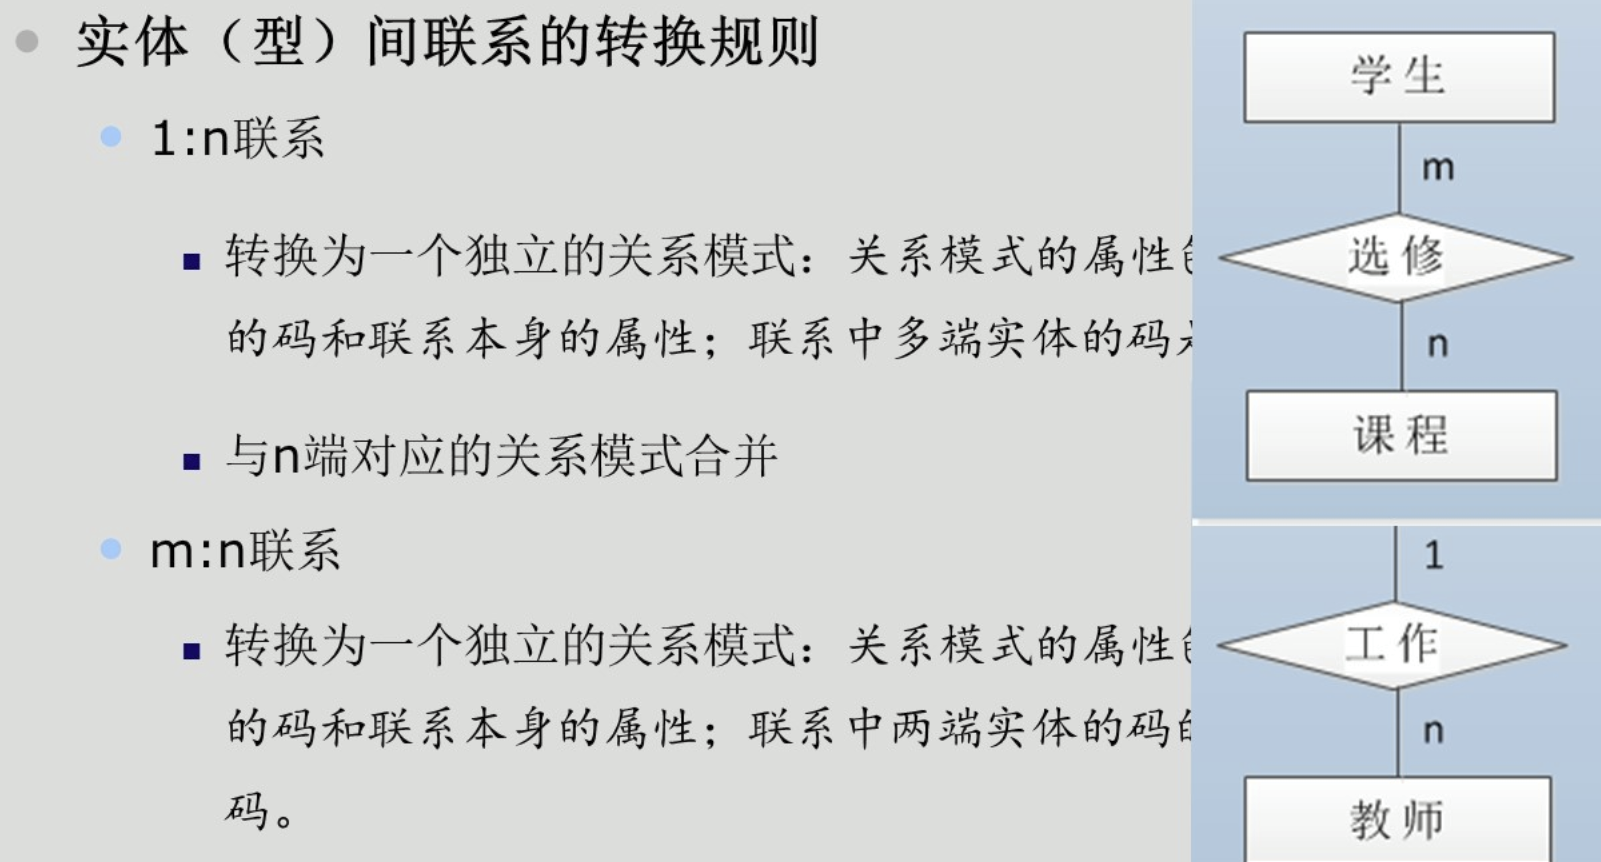 实体（型）间联系的转换规则
1:n联系
转换为一个独立的关系模式：关系模式的属性
的码和联系本身的属性；联系中多端实体的码
与n端对应的关系模式合并
m:n联系
转换为一个独立的关系模式：关系模式的属性
的码和联系本身的属性；联系中两端实体的码
码。
学生
m
选修
n
课程
1
工作
n
教师